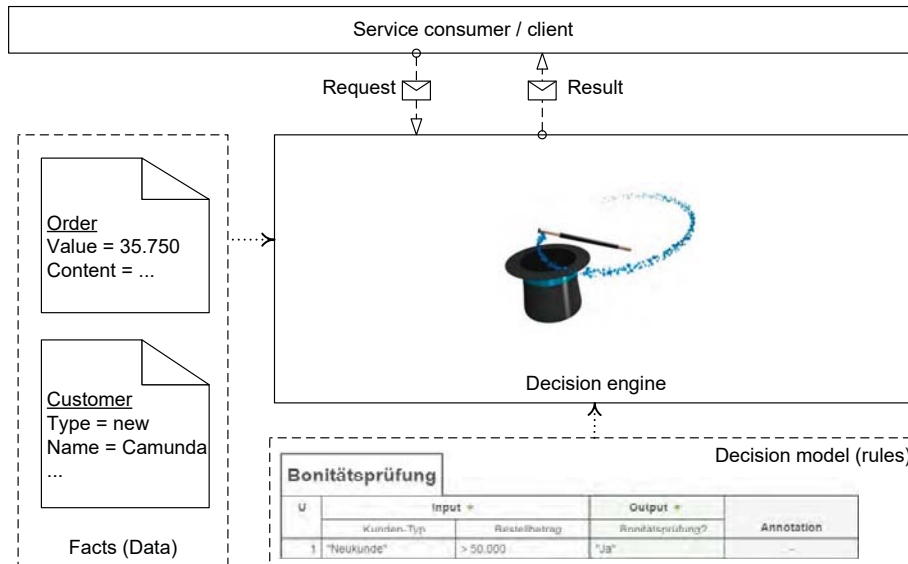 Service consumer / client
Request
Result
Order
Value = 35.750
Content = ...
Customer
Type = new
Name = Camunda
...
Facts (Data)
Decision engine
Decision model (rules)
Bonitätsprüfung
U Input + Output + Annotation
Kunden-Typ Bestellbetrag Bonitätsprüfung?
1 "Neukunde" > 50.000 "Ja" -